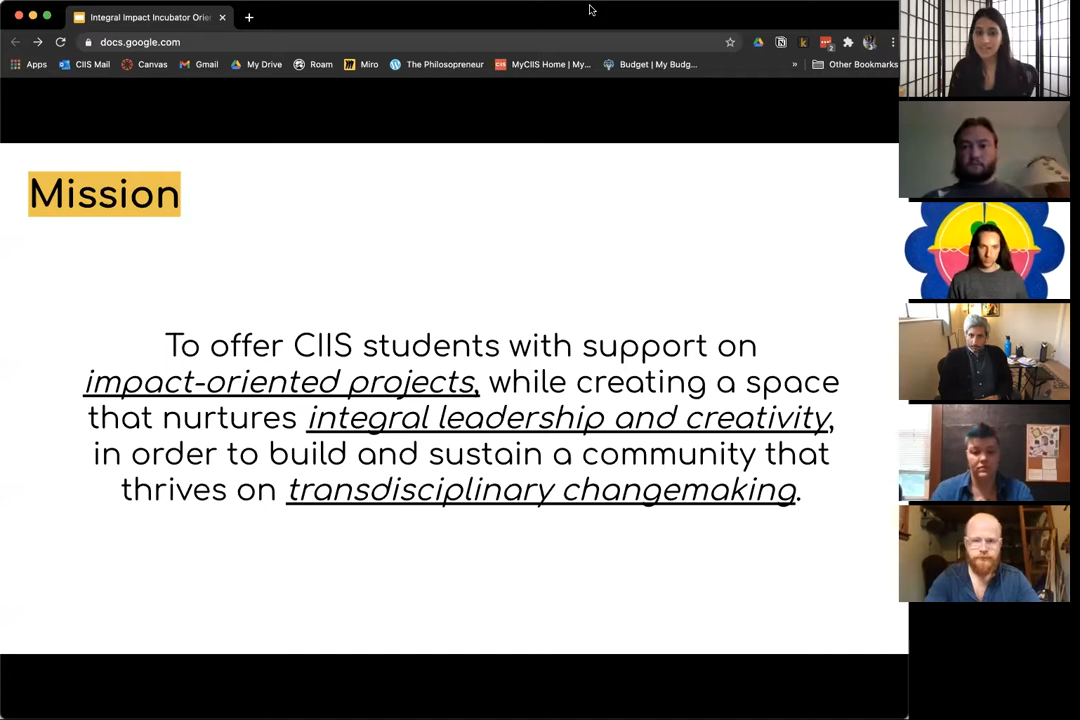 Integral Impact Incubator Orie
docs.google.com
Apps CIIS Mail Canvas Gmail My Drive Roam Miro The Philosopreneur MyCIIS Home | My... Budget | My Budg... » Other Bookmarks
Mission
To offer CIIS students with support on
impact-oriented projects, while creating a space
that nurtures integral leadership and creativity,
in order to build and sustain a community that
thrives on transdisciplinary changemaking.